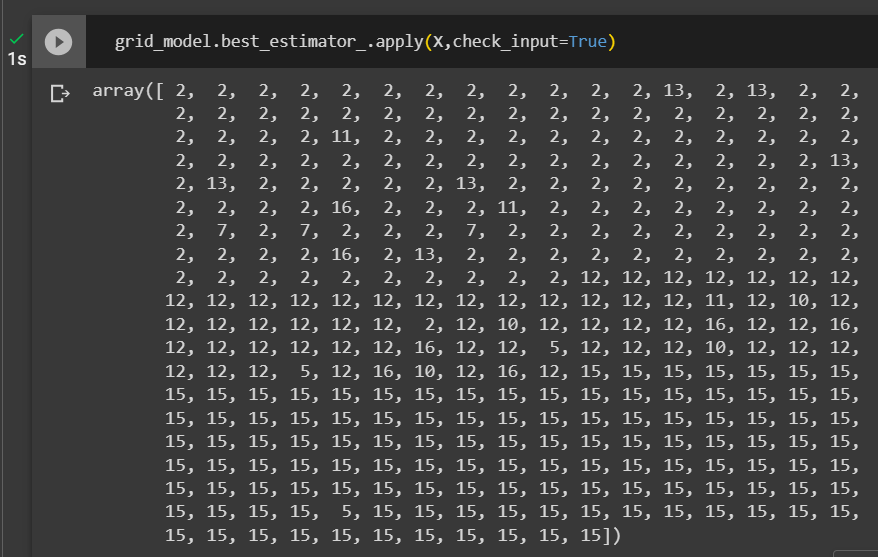 1s
grid_model.best_estimator_.apply(X,check_input=True)
array([ 2, 2, 2, 2, 2, 2, 2, 2, 2, 2, 2, 2, 13, 2, 13, 2, 2,
2, 2, 2, 2, 2, 2, 2, 2, 2, 2, 2, 2, 2, 2, 2, 2, 2,
2, 2, 2, 2, 11, 2, 2, 2, 2, 2, 2, 2, 2, 2, 2, 2, 2,
2, 2, 2, 2, 2, 2, 2, 2, 2, 2, 2, 2, 2, 2, 2, 2, 13,
2, 13, 2, 2, 2, 2, 2, 13, 2, 2, 2, 2, 2, 2, 2, 2, 2,
2, 2, 2, 2, 16, 2, 2, 2, 11, 2, 2, 2, 2, 2, 2, 2, 2,
2, 7, 2, 7, 2, 2, 2, 7, 2, 2, 2, 2, 2, 2, 2, 2, 2,
2, 2, 2, 2, 16, 2, 13, 2, 2, 2, 2, 2, 2, 2, 2, 2, 2,
2, 2, 2, 2, 2, 2, 2, 2, 2, 2, 12, 12, 12, 12, 12, 12, 12,
12, 12, 12, 12, 12, 12, 12, 12, 12, 12, 12, 12, 12, 11, 12, 10, 12,
12, 12, 12, 12, 12, 12, 2, 12, 10, 12, 12, 12, 12, 16, 12, 12, 16,
12, 12, 12, 12, 12, 12, 16, 12, 12, 5, 12, 12, 12, 10, 12, 12, 12,
12, 12, 12, 5, 12, 16, 10, 12, 16, 12, 15, 15, 15, 15, 15, 15, 15,
15, 15, 15, 15, 15, 15, 15, 15, 15, 15, 15, 15, 15, 15, 15, 15, 15,
15, 15, 15, 15, 15, 15, 15, 15, 15, 15, 15, 15, 15, 15, 15, 15, 15,
15, 15, 15, 15, 15, 15, 15, 15, 15, 15, 15, 15, 15, 15, 15, 15, 15,
15, 15, 15, 15, 15, 15, 15, 15, 15, 15, 15, 15, 15, 15, 15, 15, 15,
15, 15, 15, 15, 15, 15, 15, 15, 15, 15, 15, 15, 15, 15, 15, 15, 15,
15, 15, 15, 15, 5, 15, 15, 15, 15, 15, 15, 15, 15, 15, 15, 15, 15,
15, 15, 15, 15, 15, 15, 15, 15, 15, 15, 15])